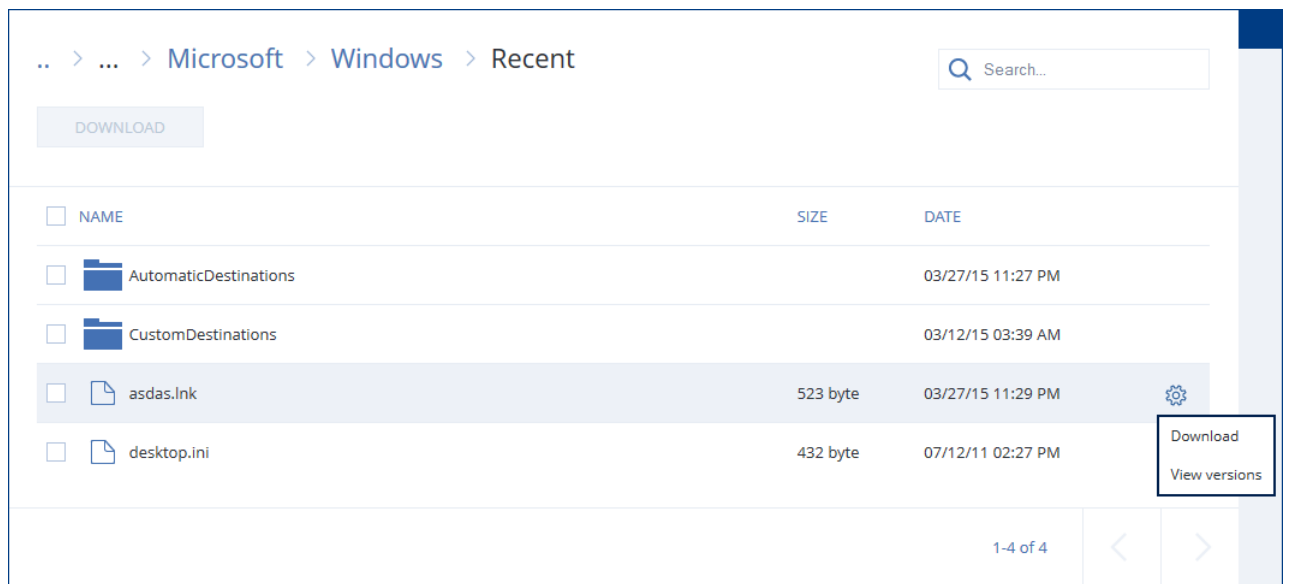 .. > ... > Microsoft > Windows > Recent
Search...
DOWNLOAD
NAME SIZE DATE
AutomaticDestinations 03/27/15 11:27 PM
CustomDestinations 03/12/15 03:39 AM
asdas.lnk 523 byte 03/27/15 11:29 PM
Download
desktop.ini 432 byte 07/12/11 02:27 PM
View versions
1-4 of 4